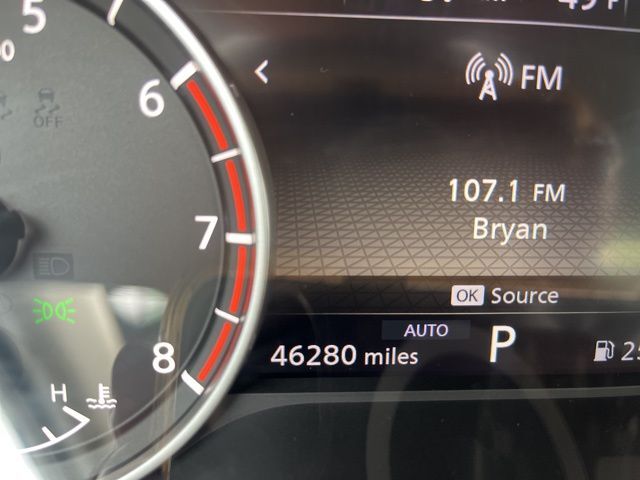 5
6
7
8
OFF
H
<
FM
107.1 FM
Bryan
OK Source
AUTO
46280 miles
P